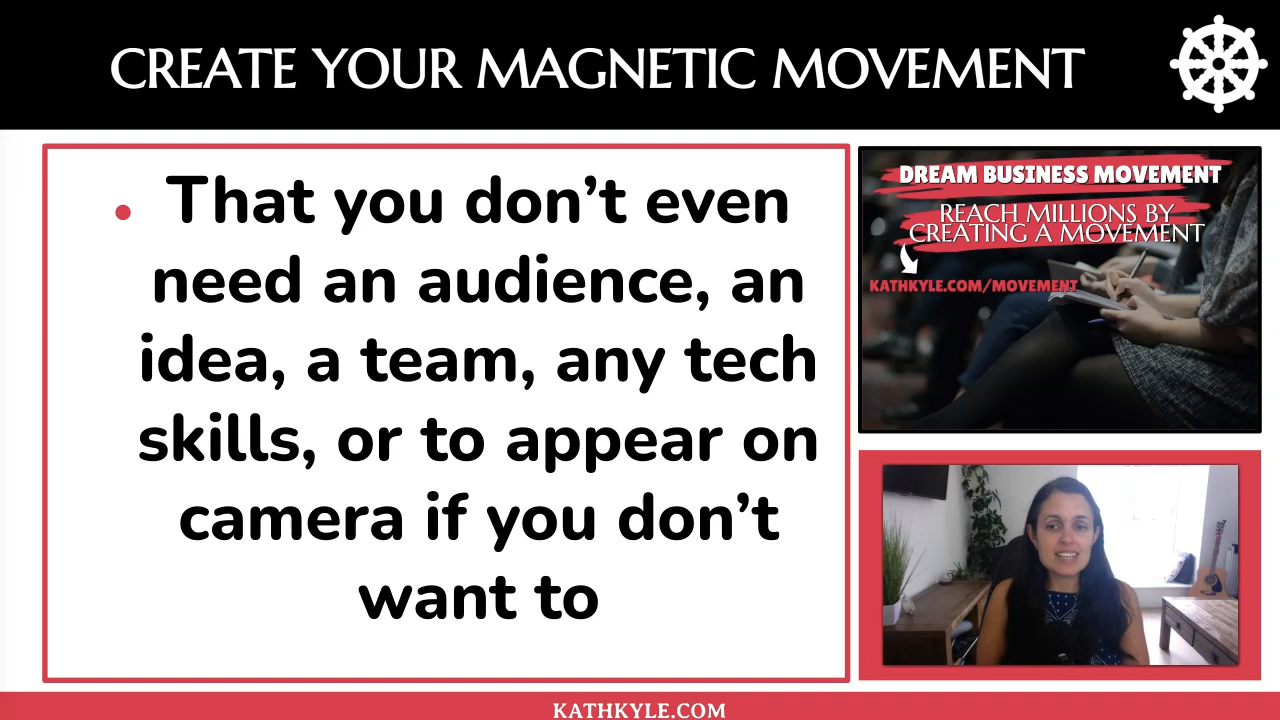 CREATE YOUR MAGNETIC MOVEMENT
• That you don’t even
need an audience, an
idea, a team, any tech
skills, or to appear on
camera if you don’t
want to
DREAM BUSINESS MOVEMENT
REACH MILLIONS BY
CREATING A MOVEMENT
KATHKYLE.COM/MOVEMENT
KATHKYLE.COM